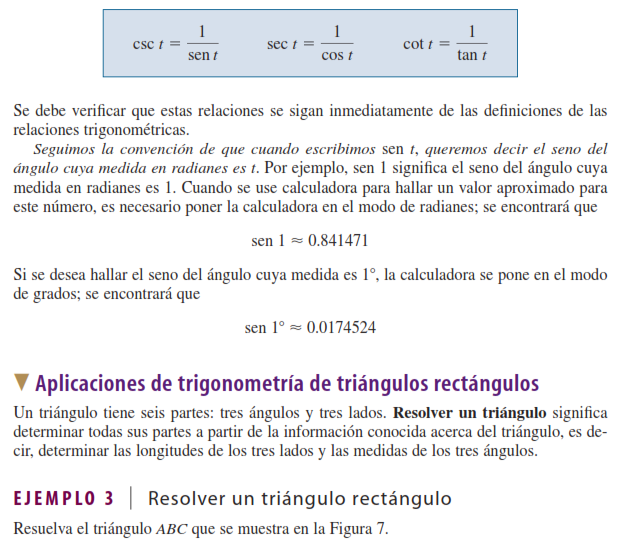 csc t = 1/sen t    sec t = 1/cos t    cot t = 1/tan t
Se debe verificar que estas relaciones se sigan inmediatamente de las definiciones de las
relaciones trigonométricas.
Seguimos la convención de que cuando escribimos sen t, queremos decir el seno del
ángulo cuya medida en radianes es t. Por ejemplo, sen 1 significa el seno del ángulo cuya
medida en radianes es 1. Cuando se use calculadora para hallar un valor aproximado para
este número, es necesario poner la calculadora en el modo de radianes; se encontrará que
sen 1 ≈ 0.841471
Si se desea hallar el seno del ángulo cuya medida es 1°, la calculadora se pone en el modo
de grados; se encontrará que
sen 1° ≈ 0.0174524
▼ Aplicaciones de trigonometría de triángulos rectángulos
Un triángulo tiene seis partes: tres ángulos y tres lados. Resolver un triángulo significa
determinar todas sus partes a partir de la información conocida acerca del triángulo, es de-
cir, determinar las longitudes de los tres lados y las medidas de los tres ángulos.
EJEMPLO 3 | Resolver un triángulo rectángulo
Resuelva el triángulo ABC que se muestra en la Figura 7.